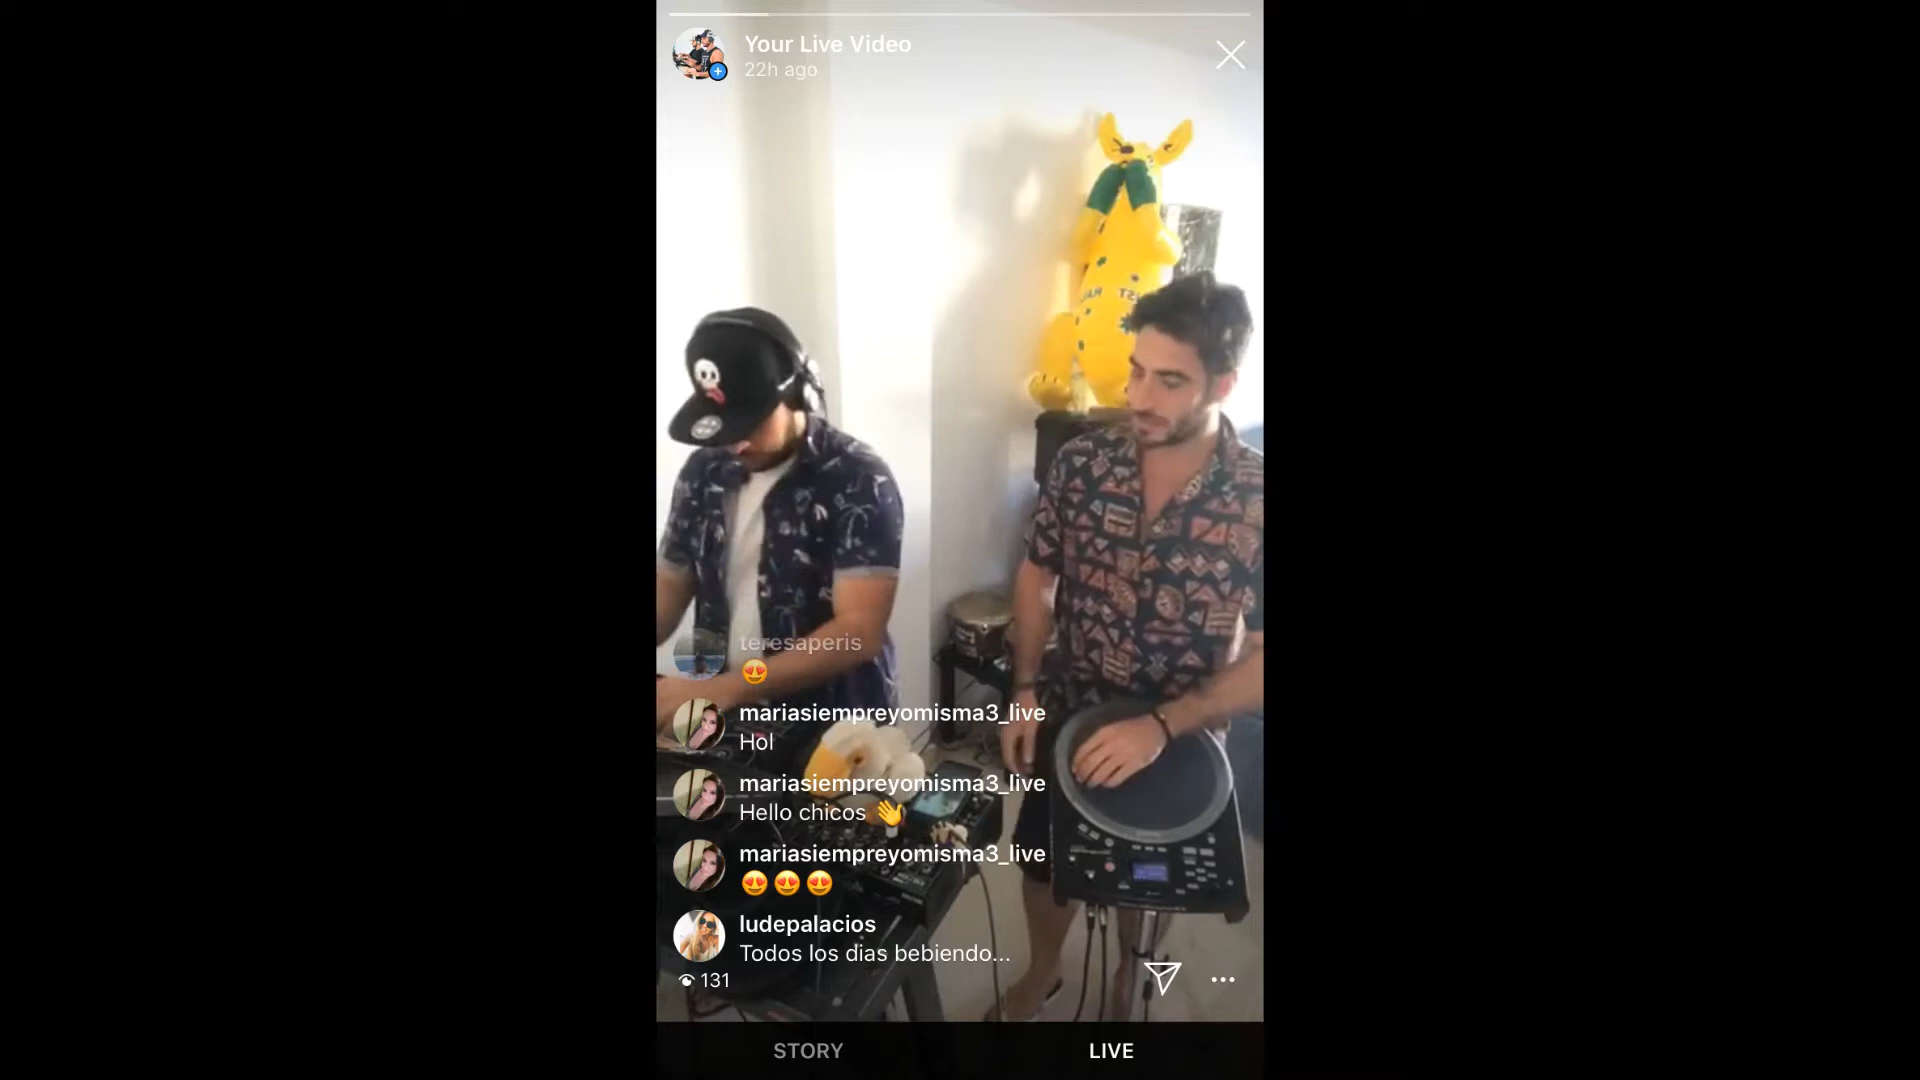 Your Live Video
22h ago
teresaperis
😍
mariasiempreyomisma3_live
Hol
mariasiempreyomisma3_live
Hello chicos 👋
mariasiempreyomisma3_live
😍😍😍
ludepalacios
Todos los dias bebiendo...
131
STORY
LIVE